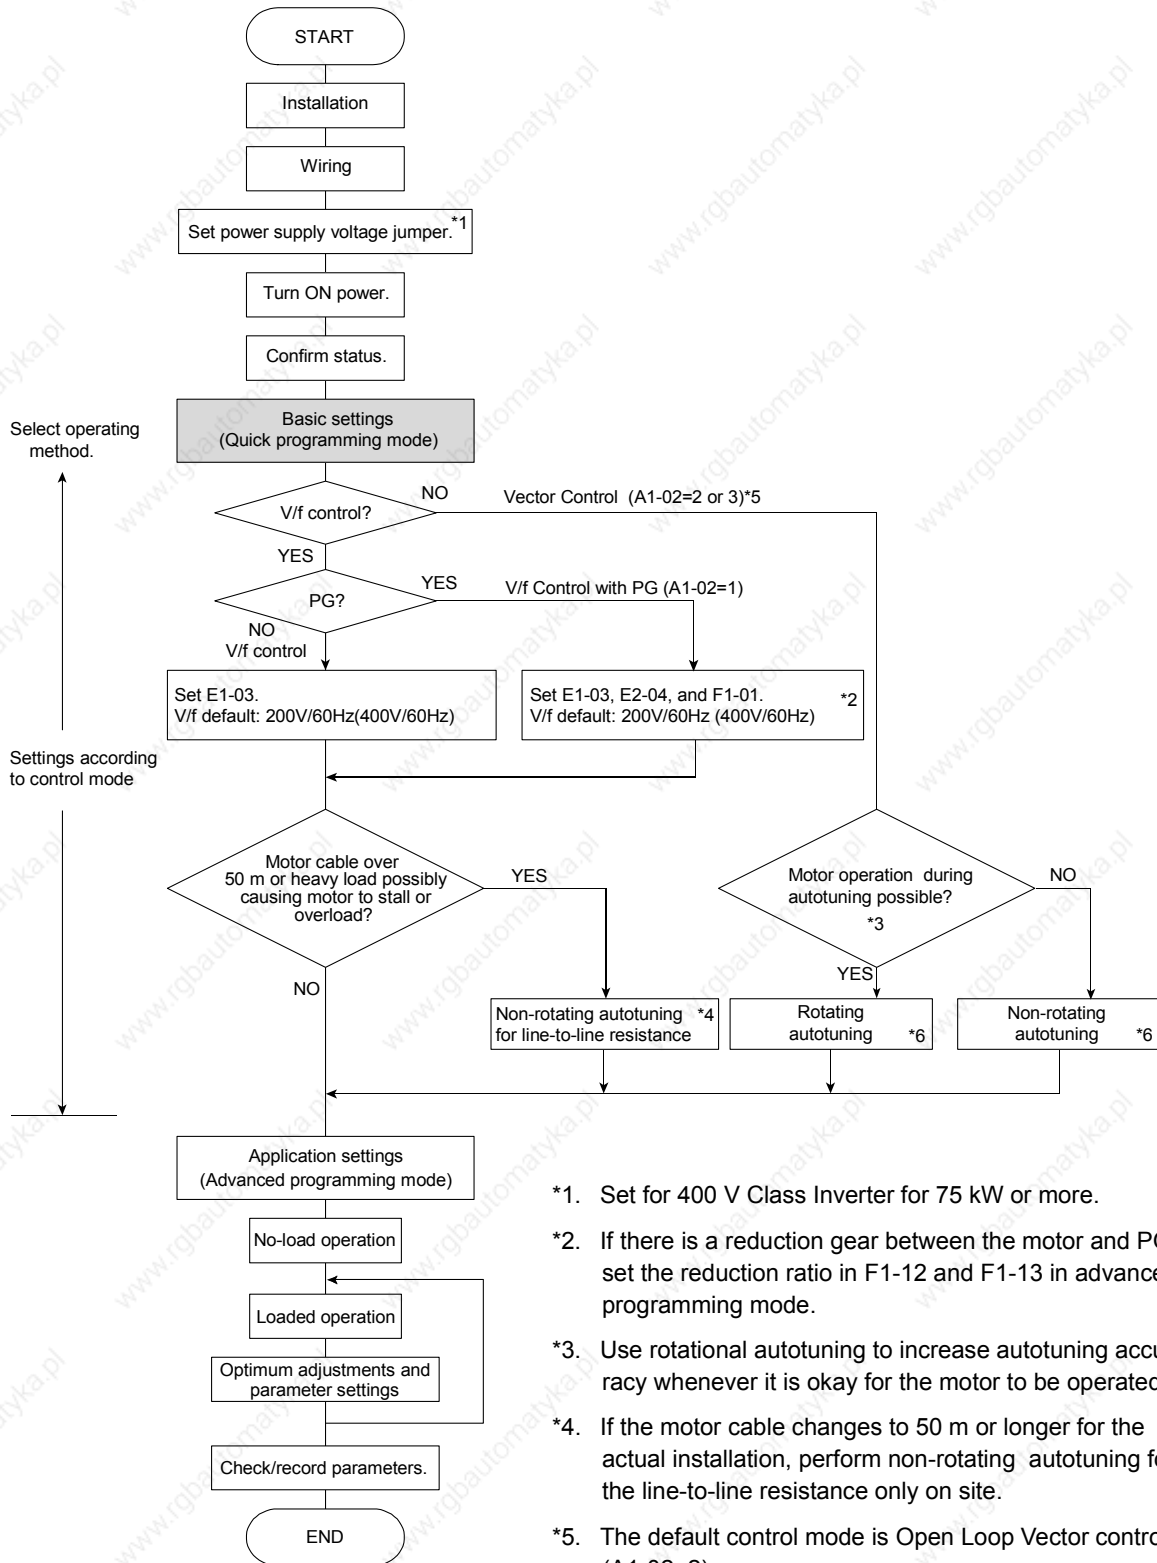 START
Installation
Wiring
Set power supply voltage jumper.*1
Turn ON power.
Confirm status.
Basic settings
(Quick programming mode)
Select operating
method.
V/f control?
NO
Vector Control (A1-02=2 or 3)*5
YES
PG?
YES
V/f Control with PG (A1-02=1)
NO
V/f control
Set E1-03.
V/f default: 200V/60Hz(400V/60Hz)
Set E1-03, E2-04, and F1-01. *2
V/f default: 200V/60Hz (400V/60Hz)
Settings according
to control mode
Motor cable over
50 m or heavy load possibly
causing motor to stall or
overload?
YES
NO
Motor operation during
autotuning possible?
*3
NO
YES
Non-rotating autotuning *4
for line-to-line resistance
Rotating
autotuning *6
Non-rotating
autotuning *6
Application settings
(Advanced programming mode)
No-load operation
Loaded operation
Optimum adjustments and
parameter settings
Check/record parameters.
END
*1. Set for 400 V Class Inverter for 75 kW or more.
*2. If there is a reduction gear between the motor and
set the reduction ratio in F1-12 and F1-13 in
programming mode.
*3. Use rotational autotuning to increase autotuning accu
racy whenever it is okay for the motor to be operated
*4. If the motor cable changes to 50 m or longer for the
actual installation, perform non-rotating autotuning
the line-to-line resistance only on site.
*5. The default control mode is Open Loop Vector
www.rgbautomatyka.pl